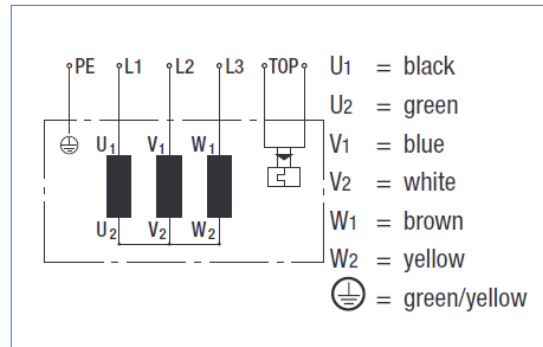 PE L1 L2 L3 TOP
U1 V1 W1
U2 V2 W2
U1 = black
U2 = green
V1 = blue
V2 = white
W1 = brown
W2 = yellow
⏚ = green/yellow